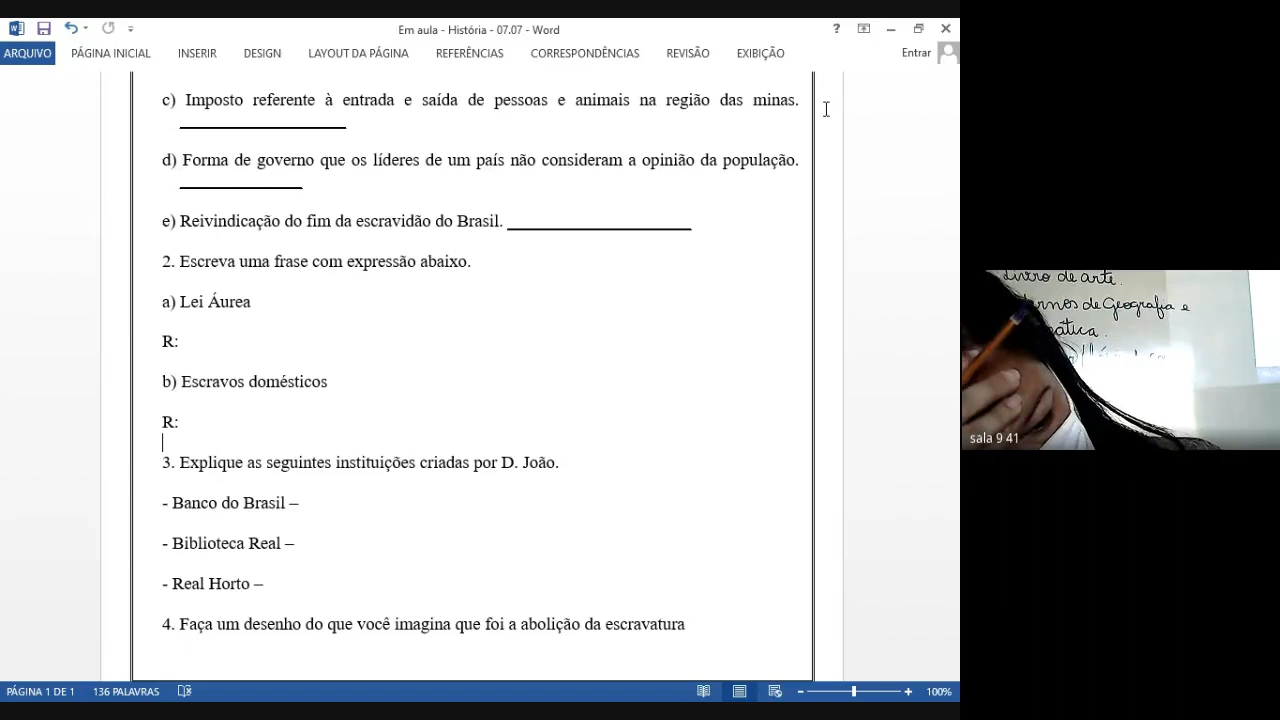 Em aula - História - 07.07 - Word
?
ARQUIVO PÁGINA INICIAL INSERIR DESIGN LAYOUT DA PÁGINA REFERÊNCIAS CORRESPONDÊNCIAS REVISÃO EXIBIÇÃO Entrar
c) Imposto referente à entrada e saída de pessoas e animais na região das minas.
d) Forma de governo que os líderes de um país não consideram a opinião da população.
e) Reivindicação do fim da escravidão do Brasil.
2. Escreva uma frase com expressão abaixo.
a) Lei Áurea
R:
b) Escravos domésticos
R:
3. Explique as seguintes instituições criadas por D. João.
- Banco do Brasil –
- Biblioteca Real –
- Real Horto –
4. Faça um desenho do que você imagina que foi a abolição da escravatura
PÁGINA 1 DE 1 136 PALAVRAS 100%
Livro de arte.
de Geografia e
sala 9 41